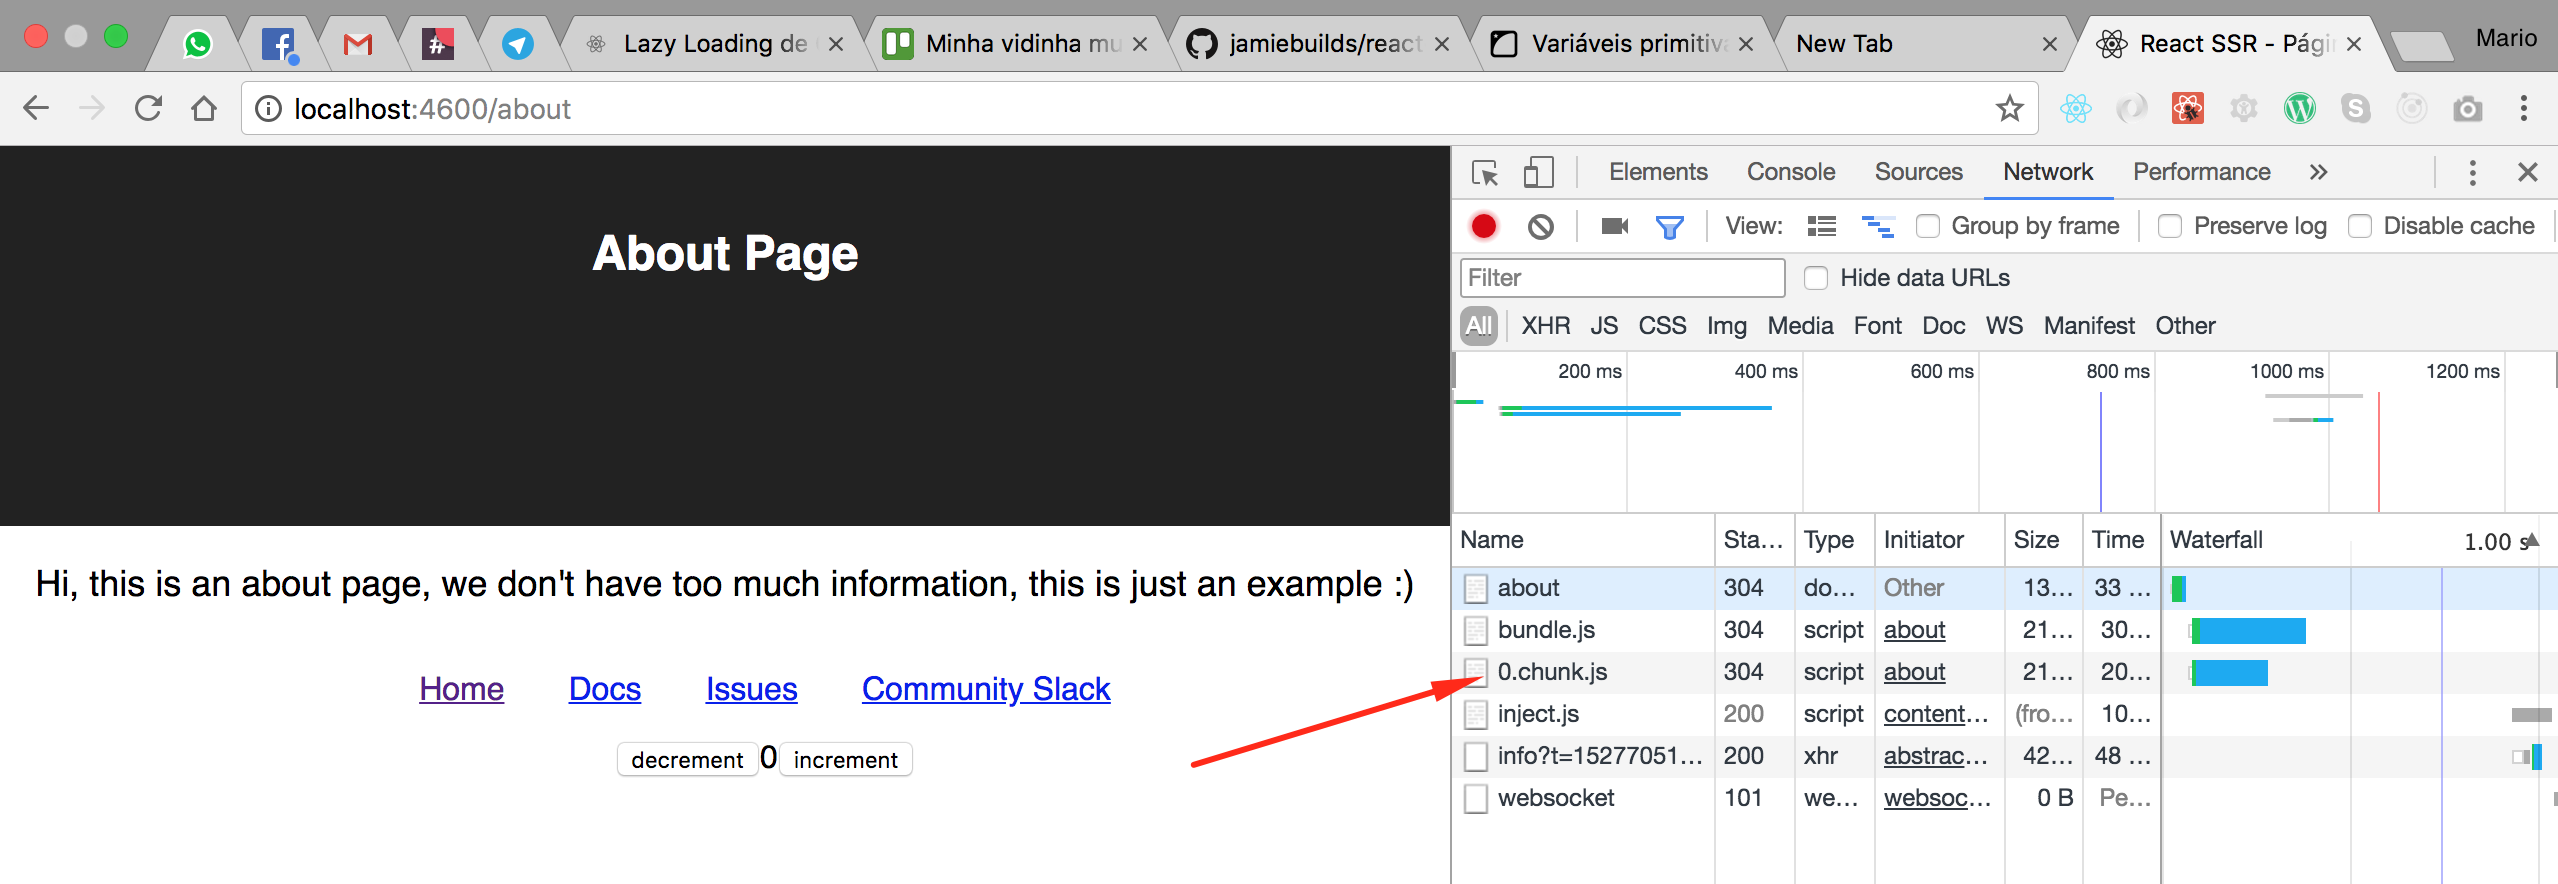 Lazy Loading de
Minha vidinha mu
jamiebuilds/react
Variáveis primitiva
New Tab
React SSR - Pági
Mario
localhost:4600/about
About Page
Hi, this is an about page, we don't have too much information, this is just an example :)
Home Docs Issues Community Slack
decrement 0 increment
Elements Console Sources Network Performance »
View: Group by frame Preserve log Disable cache
Filter Hide data URLs
All XHR JS CSS Img Media Font Doc WS Manifest Other
200 ms 400 ms 600 ms 800 ms 1000 ms 1200 ms
Name Sta... Type Initiator Size Time Waterfall 1.00 s
about 304 do... Other 13... 33 ...
bundle.js 304 script about 21... 30...
0.chunk.js 304 script about 21... 20...
inject.js 200 script content... (fro... 10...
info?t=15277051... 200 xhr abstrac... 42... 48 ...
websocket 101 we... websoc... 0 B Pe...